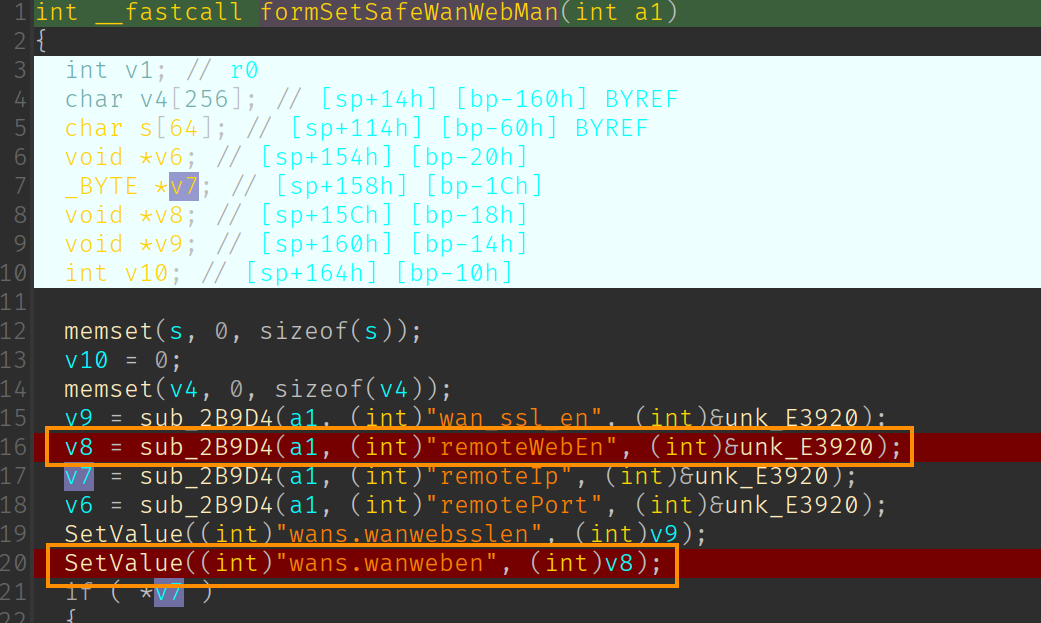 1 int __fastcall formSetSafeWanWebMan(int a1)
2 {
3 int v1; // r0
4 char v4[256]; // [sp+14h] [bp-160h] BYREF
5 char s[64]; // [sp+114h] [bp-60h] BYREF
6 void *v6; // [sp+154h] [bp-20h]
7 _BYTE *v7; // [sp+158h] [bp-1Ch]
8 void *v8; // [sp+15Ch] [bp-18h]
9 void *v9; // [sp+160h] [bp-14h]
10 int v10; // [sp+164h] [bp-10h]
11
12 memset(s, 0, sizeof(s));
13 v10 = 0;
14 memset(v4, 0, sizeof(v4));
15 v9 = sub_2B9D4(a1, (int)"wan_ssl_en", (int)&unk_E3920);
16 v8 = sub_2B9D4(a1, (int)"remoteWebEn", (int)&unk_E3920);
17 v7 = sub_2B9D4(a1, (int)"remoteIp", (int)&unk_E3920);
18 v6 = sub_2B9D4(a1, (int)"remotePort", (int)&unk_E3920);
19 SetValue((int)"wans.wanwebsslen", (int)v9);
20 SetValue((int)"wans.wanweben", (int)v8);
21 if ( *v7 )
22 {